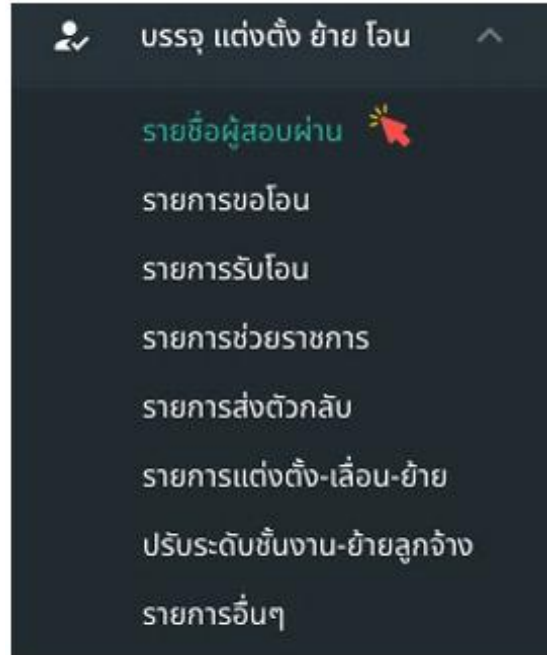 บรรจุ แต่งตั้ง ย้าย โอน
รายชื่อผู้สอบผ่าน
รายการขอโอน
รายการรับโอน
รายการช่วยราชการ
รายการส่งตัวกลับ
รายการแต่งตั้ง-เลื่อน-ย้าย
ปรับระดับชั้นงาน-ย้ายลูกจ้าง
รายการอื่นๆ